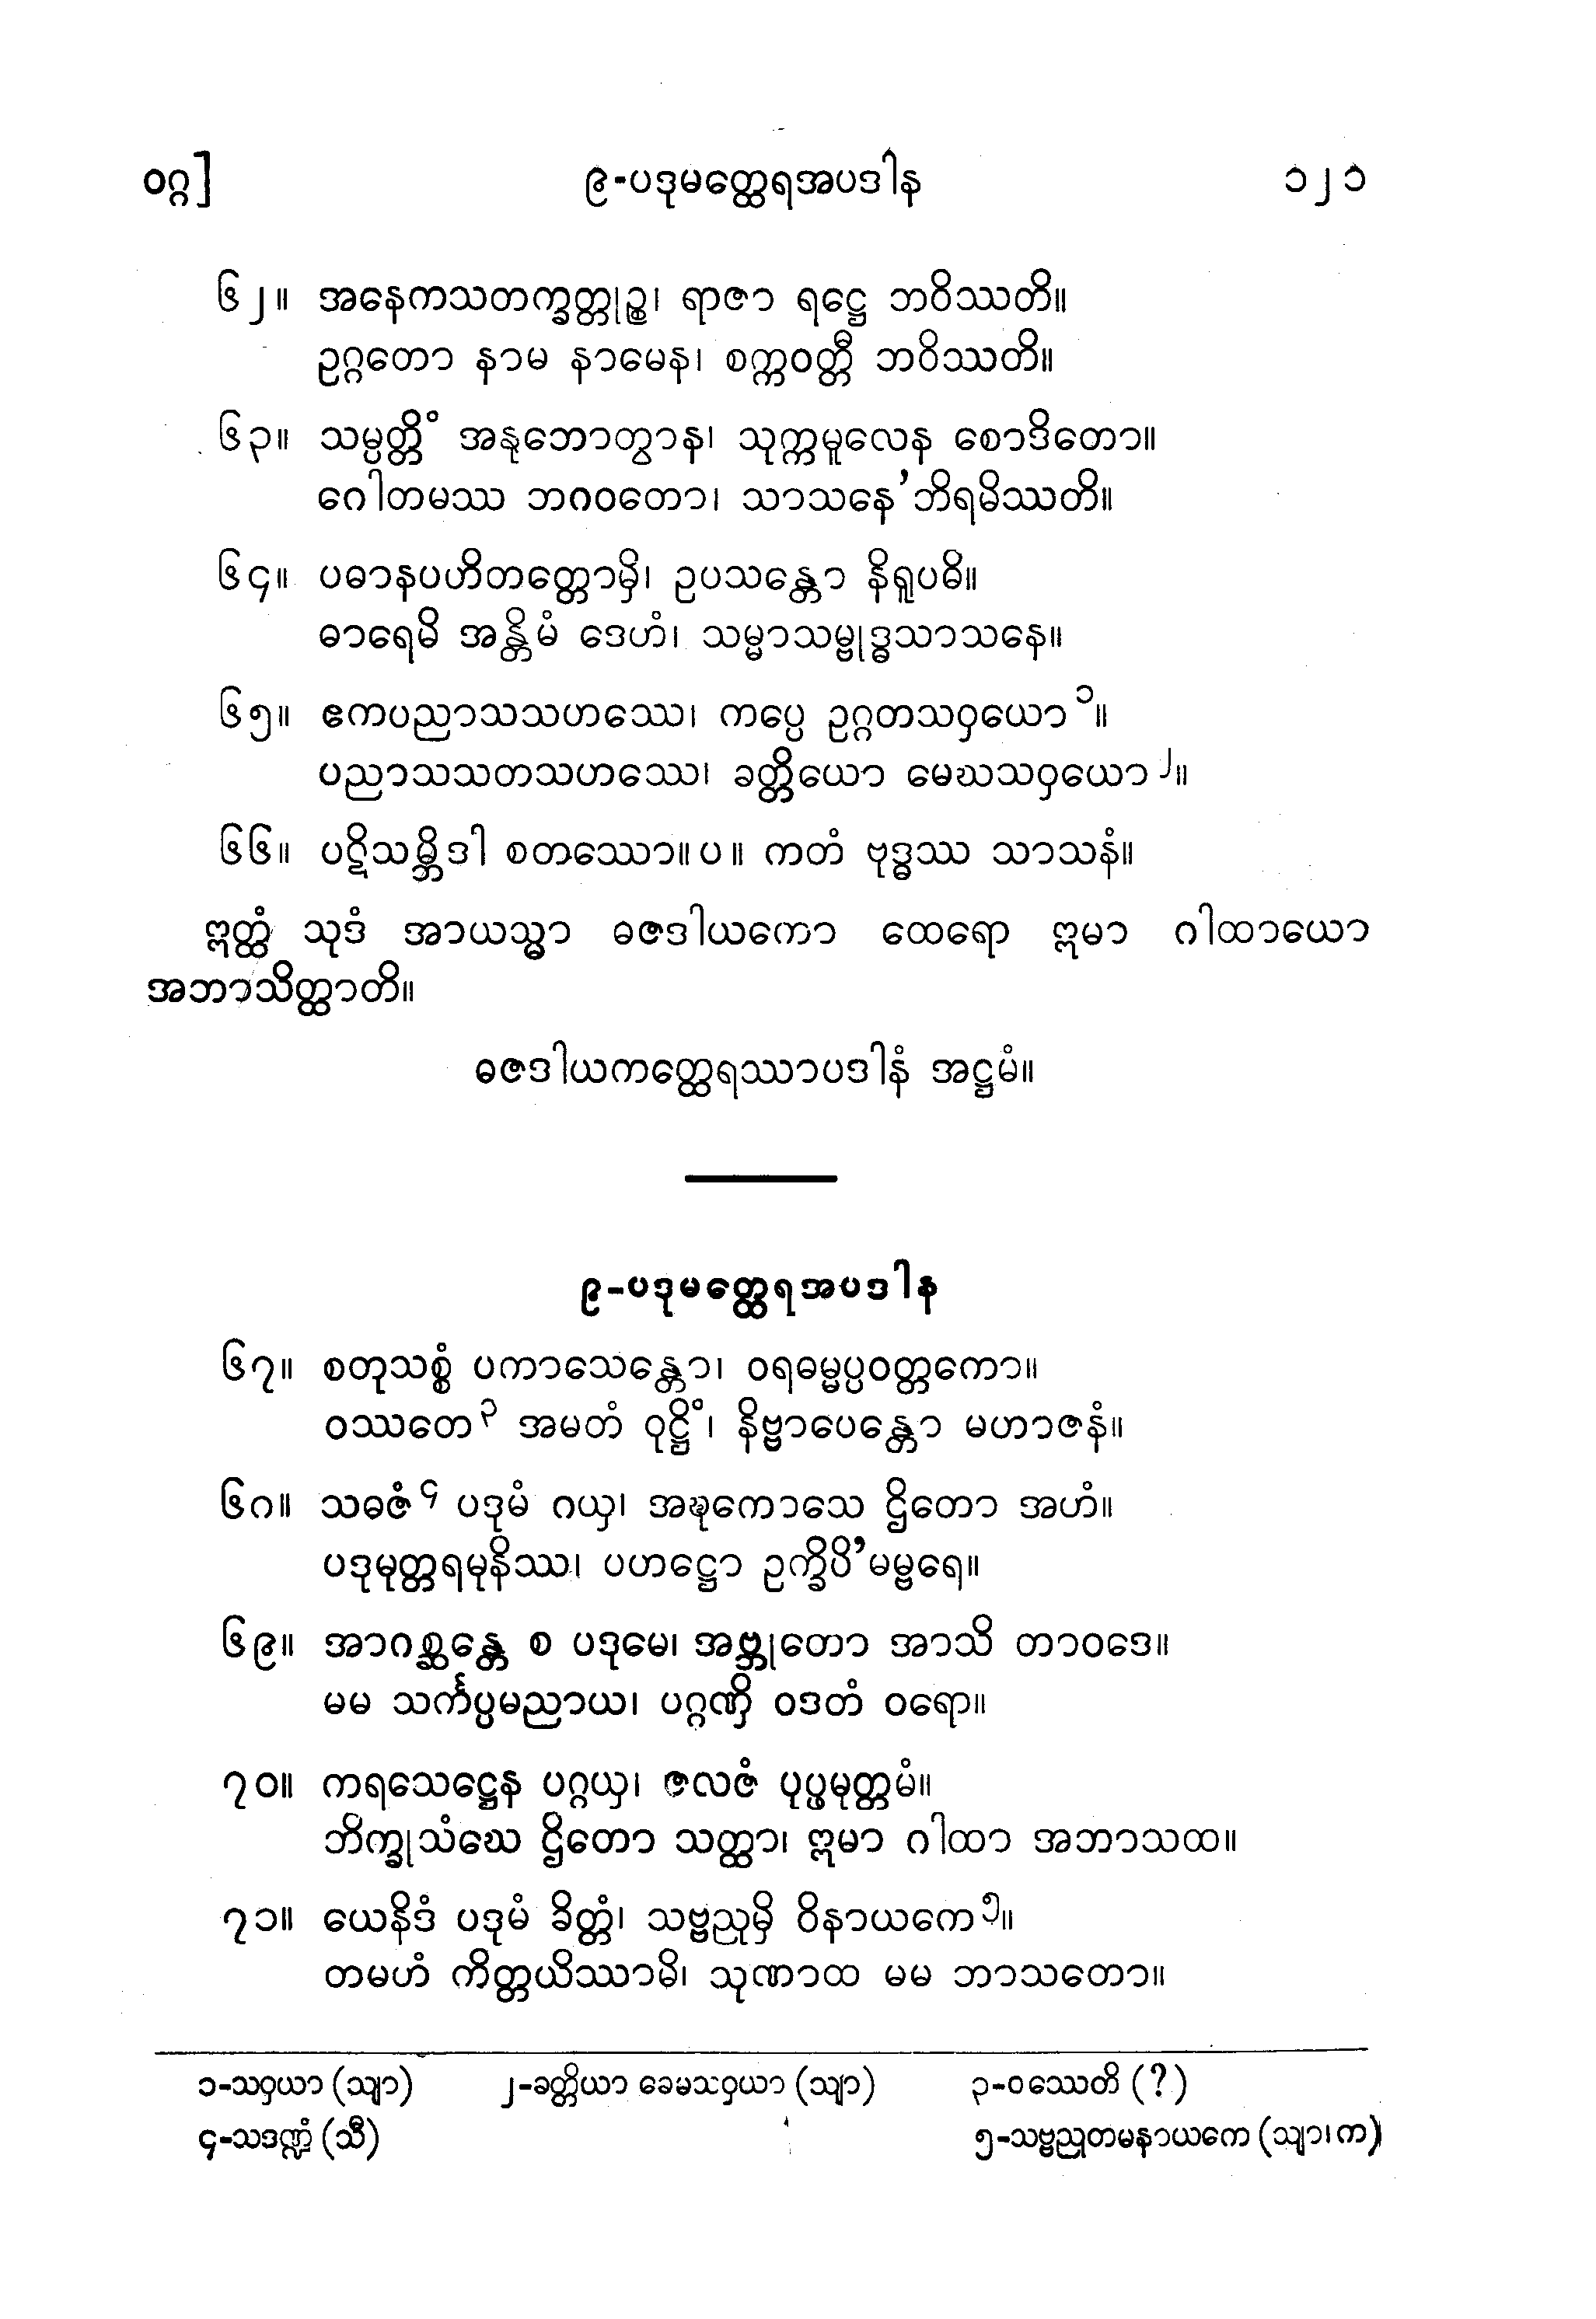 ဝဂ္ဂ]
၉-ပဒုမတ္ထေရအပဒါန
၁၂၁
၆၂။ အနေကသတက္ခတ္တုဉ္စ၊ ရာဇာ ရဋ္ဌေ ဘဝိဿတိ။
ဥဂ္ဂတော နာမ နာမေန၊ စက္ကဝတ္တီ ဘဝိဿတိ။
၆၃။ သမ္ပတ္တိံ အနုဘောတွာန၊ သုက္ကမူလေန စောဒိတော။
ဂေါတမဿ ဘဂဝတော၊ သာသနေ’ဘိရမိဿတိ။
၆၄။ ပဓာနပဟိတတ္တောမှိ၊ ဥပသန္တော နိရူပဓိ။
ဓာရေမိ အန္တိမံ ဒေဟံ၊ သမ္မာသမ္ဗုဒ္ဓသာသနေ။
၆၅။ ဧကပညာသသဟဿေ၊ ကပ္ပေ ဥဂ္ဂတသဝှယော၁။
ပညာသသတသဟဿေ၊ ခတ္တိယော မေဃသဝှယော၂။
၆၆။ ပဋိသမ္ဘိဒါ စတဿော။ပ။ ကတံ ဗုဒ္ဓဿ သာသနံ။
ဣတ္ထံ သုဒံ အာယသ္မာ ဓဇဒါယကော ထေရော ဣမာ ဂါထာယော
အဘာသိတ္ထာတိ။
ဓဇဒါယကတ္ထေရဿာပဒါနံ အဋ္ဌမံ။
၉-ပဒုမတ္ထေရအပဒါန
၆၇။ စတုသစ္စံ ပကာသေန္တော၊ ဝရဓမ္မပ္ပဝတ္တကော။
ဝဿတေ၃ အမတံ ဝုဋ္ဌိံ၊ နိဗ္ဗာပေန္တော မဟာဇနံ။
၆၈။ သဓဇံ၄ ပဒုမံ ဂယှ၊ အဍ္ဎကောသေ ဌိတော အဟံ။
ပဒုမုတ္တရမုနိဿ၊ ပဟဋ္ဌော ဥက္ခိပိ’မမ္ဗရေ။
၆၉။ အာဂစ္ဆန္တေ စ ပဒုမေ၊ အဗ္ဘုတော အာသိ တာဝဒေ။
မမ သင်္ကပ္ပမညာယ၊ ပဂ္ဂဏှိ ဝဒတံ ဝရော။
၇၀။ ကရသေဋ္ဌေန ပဂ္ဂယှ၊ ဇလဇံ ပုပ္ဖမုတ္တမံ။
ဘိက္ခုသံဃေ ဌိတော သတ္ထာ၊ ဣမာ ဂါထာ အဘာသထ။
၇၁။ ယေနိဒံ ပဒုမံ ခိတ္တံ၊ သဗ္ဗညုမှိ ဝိနာယကေ၅။
တမဟံ ကိတ္တယိဿာမိ၊ သုဏာထ မမ ဘာသတော။
၁-သဝှယာ (သျာ) ၂-ခတ္တိယာ ခေမသဝှယာ (သျာ) ၃-ဝဿေတိ (?)
၄-သဒဏ္ဍံ (သီ) ၅-သဗ္ဗညုတမနာယကေ (သျာ၊ က)